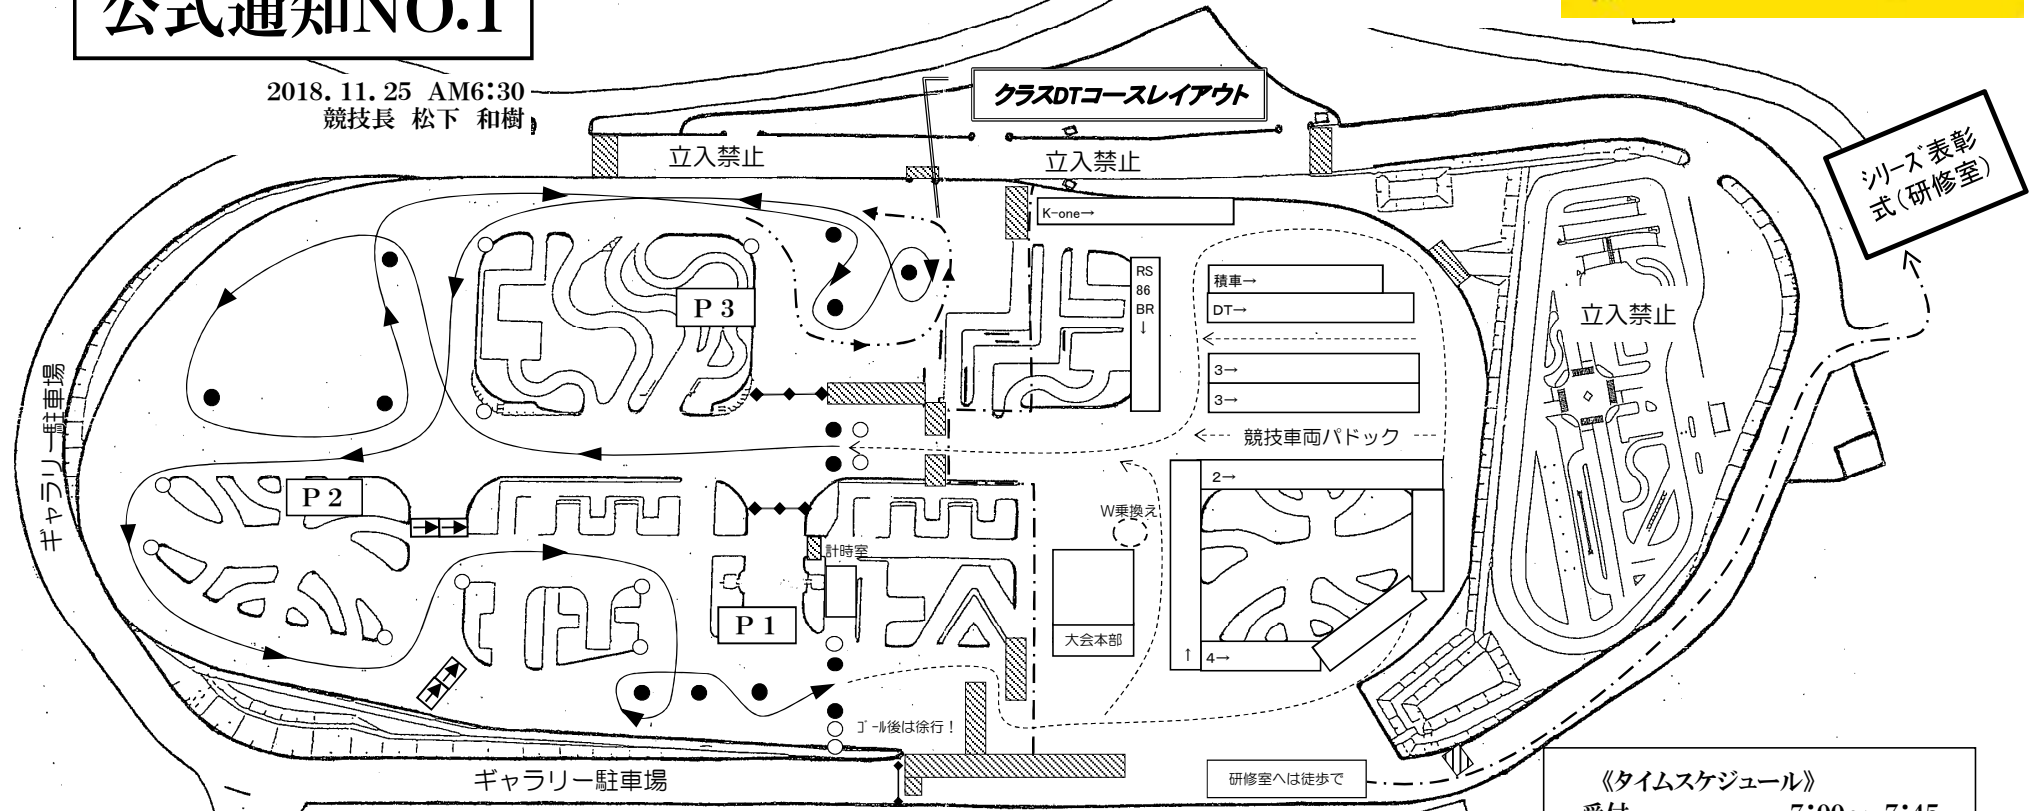 公式通知NO.1
2018.11.25 AM6:30
競技長 松下 和樹
クラスDTコースレイアウト
立入禁止
立入禁止
シリーズ表彰
式(研修室)
K-one→
RS
86
BR
↓
積車→
DT→
P 3
立入禁止
3→
3→
ギャラリー駐車場
競技車両パドック
2→
P 2
W乗換え
計時室
P 1
大会本部
↑
4→
ゴール後は徐行!
ギャラリー駐車場
研修室へは徒歩で
《タイムスケジュール》
受付 7:00~7:45